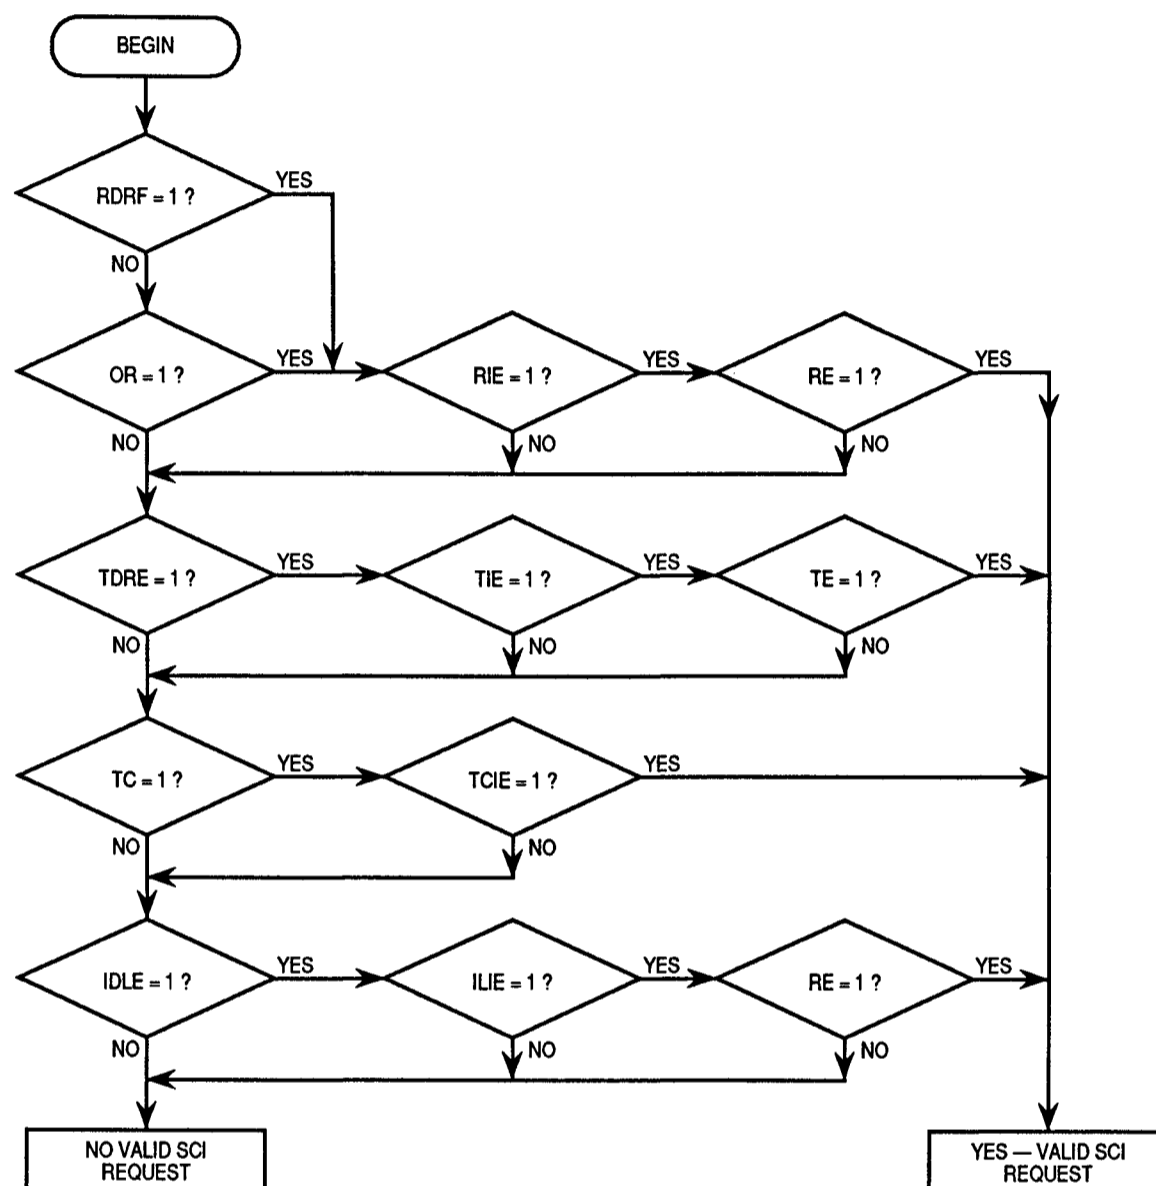 BEGIN
RDRF = 1 ?
YES
NO
OR = 1 ?
YES
RIE = 1 ?
YES
RE = 1 ?
YES
NO
NO
NO
TDRE = 1 ?
YES
TIE = 1 ?
YES
TE = 1 ?
YES
NO
NO
NO
TC = 1 ?
YES
TCIE = 1 ?
YES
NO
NO
IDLE = 1 ?
YES
ILIE = 1 ?
YES
RE = 1 ?
YES
NO
NO
NO
NO VALID SCI
REQUEST
YES — VALID SCI
REQUEST